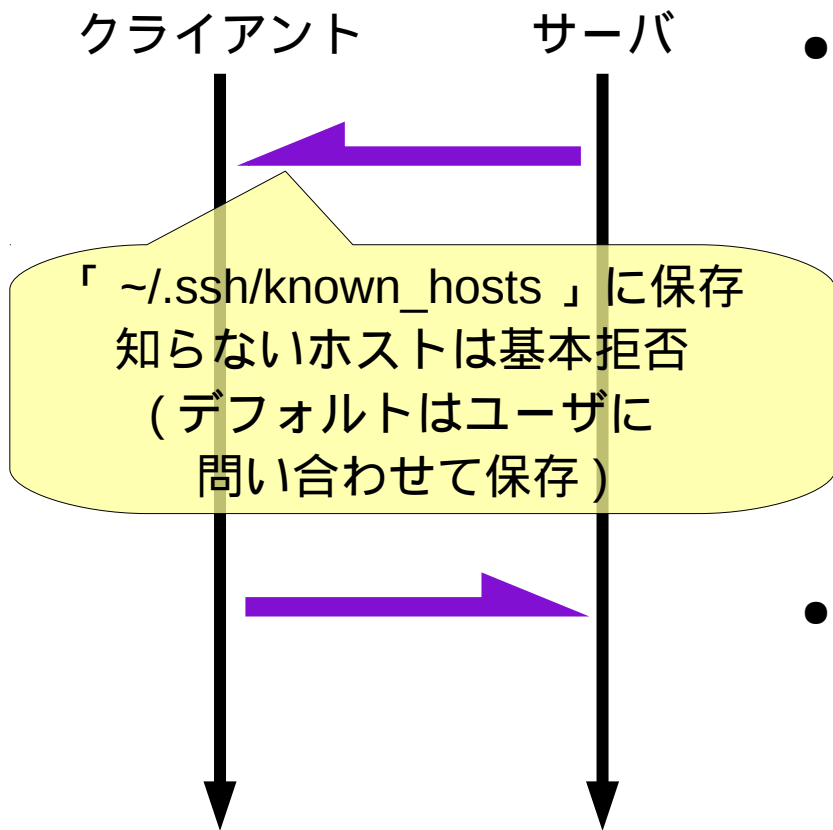 クライアント サーバ
「 ~/.ssh/known_hosts 」に保存
知らないホストは基本拒否
( デフォルトはユーザに
問い合わせて保存 )